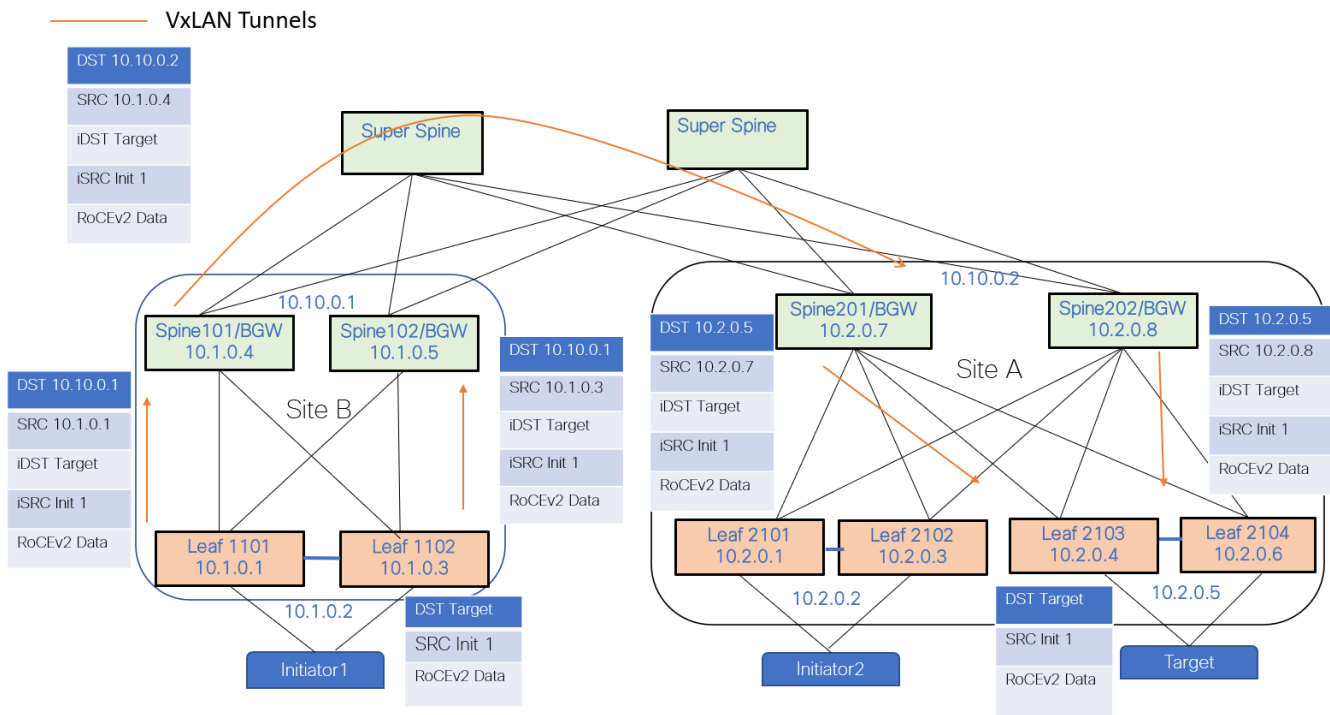 VxLAN Tunnels
DST 10.10.0.2
SRC 10.1.0.4
iDST Target
iSRC Init 1
RoCEv2 Data
Super Spine
Super Spine
10.10.0.1
Spine101/BGW
10.1.0.4
Spine102/BGW
10.1.0.5
Site B
DST 10.10.0.1
SRC 10.1.0.1
iDST Target
iSRC Init 1
RoCEv2 Data
DST 10.10.0.1
SRC 10.1.0.3
iDST Target
iSRC Init 1
RoCEv2 Data
Leaf 1101
10.1.0.1
Leaf 1102
10.1.0.3
10.1.0.2
DST Target
SRC Init 1
RoCEv2 Data
Initiator1
10.10.0.2
Spine201/BGW
10.2.0.7
Spine202/BGW
10.2.0.8
Site A
DST 10.2.0.5
SRC 10.2.0.7
iDST Target
iSRC Init 1
RoCEv2 Data
DST 10.2.0.5
SRC 10.2.0.8
iDST Target
iSRC Init 1
RoCEv2 Data
Leaf 2101
10.2.0.1
Leaf 2102
10.2.0.3
Leaf 2103
10.2.0.4
Leaf 2104
10.2.0.6
10.2.0.2
10.2.0.5
DST Target
SRC Init 1
RoCEv2 Data
Initiator2
Target